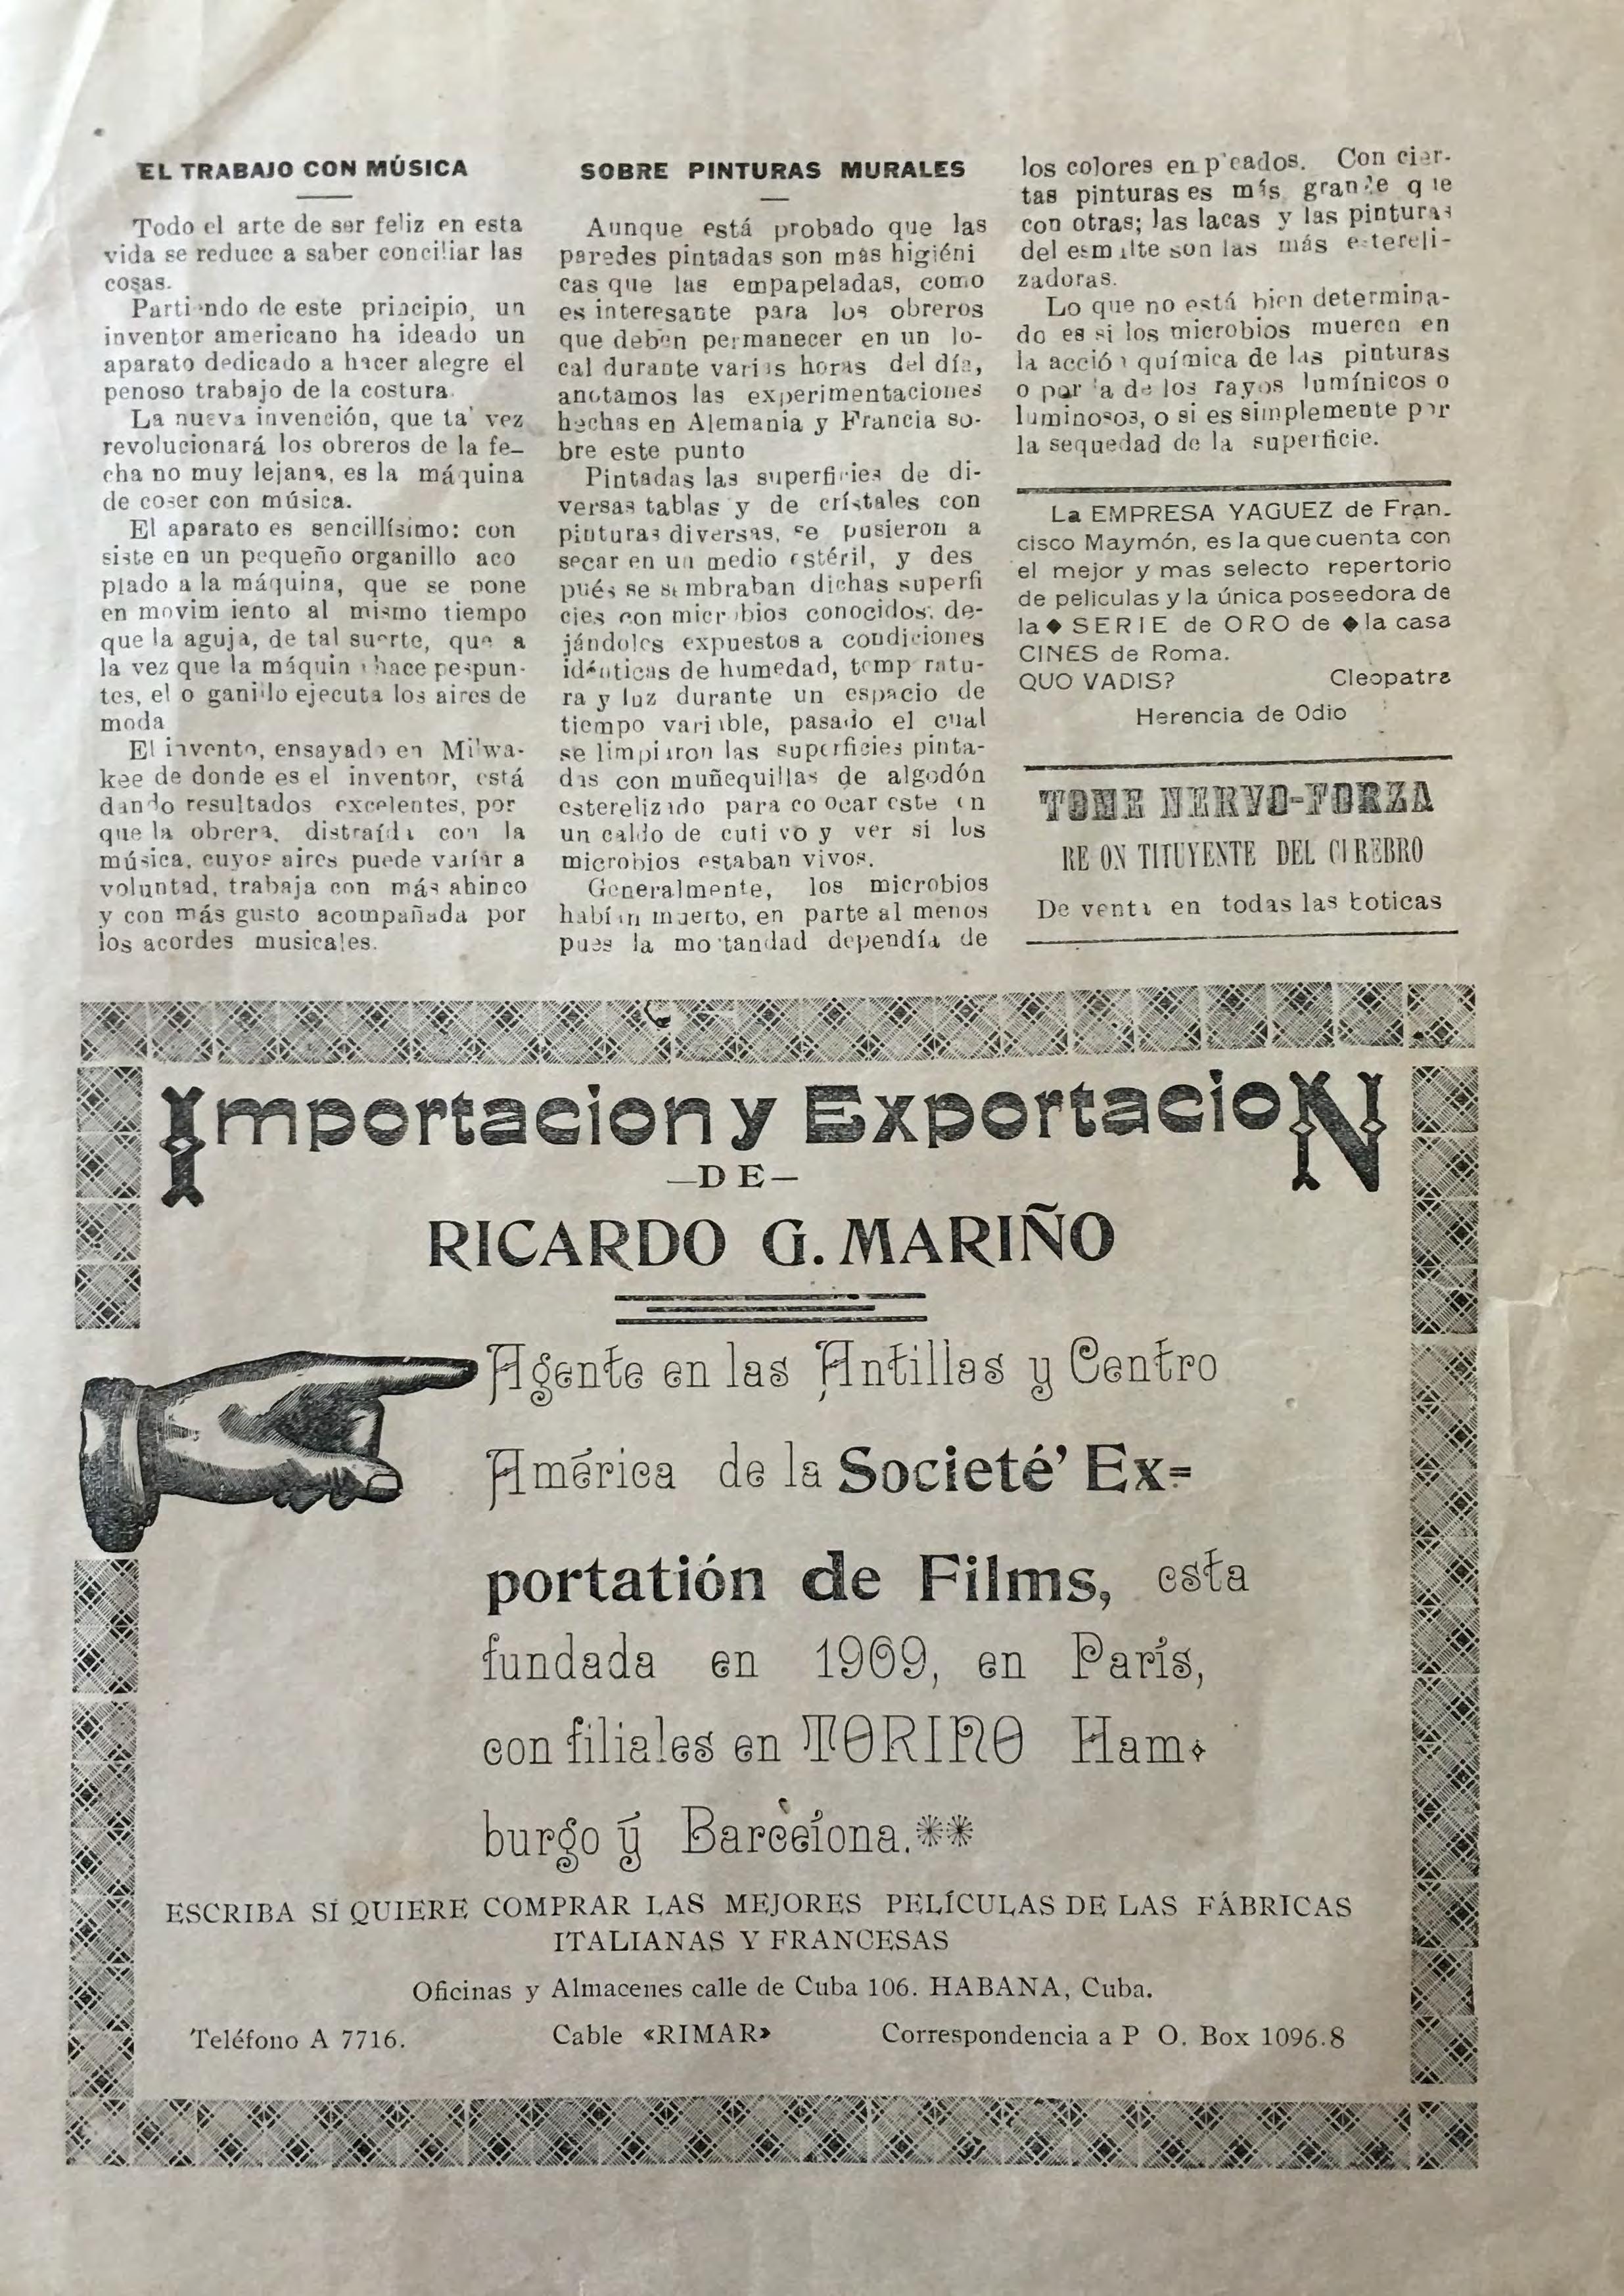 EL TRABAJO CON MÚSICA
Todo el arte de ser feliz en esta
vida se reduce a saber conciliar las
cosas.
Partiendo de este principio, un
inventor americano ha ideado un
aparato dedicado a hacer alegre el
penoso trabajo de la costura.
La nueva invención, que tal vez
revolucionará los obreros de la fe-
cha no muy lejana, es la máquina
de coser con música.
El aparato es sencillísimo: con
siste en un pequeño organillo aco
plado a la máquina, que se pone
en movim iento al mismo tiempo
que la aguja, de tal suerte, que a
la vez que la máquina hace pespun-
tes, el o ganillo ejecuta los aires de
moda
El invento, ensayado en Milwa-
kee de donde es el inventor, está
dando resultados excelentes, por
que la obrera, distraída con la
música, cuyos aires puede variar a
voluntad, trabaja con más ahinco
y con más gusto acompañada por
los acordes musicales.
SOBRE PINTURAS MURALES
Aunque está probado que las
paredes pintadas son mas higiéni
cas que las empapeladas, como
es interesante para los obreros
que deben permanecer en un lo-
cal durante varias horas del día,
anotamos las experimentaciones
hechas en Alemania y Francia so-
bre este punto
Pintadas las superficies de di-
versas tablas y de crístales con
pinturas diversas, se pusieron a
secar en un medio estéril, y des
pués se sembraban dichas superfi
cies con microbios conocidos, de-
jándoles expuestos a condiciones
idénticas de humedad, temp ratu-
ra y luz durante un espacio de
tiempo variable, pasado el cual
se limpiaron las superficies pinta-
das con muñequillas de algodón
esterelizado para co ocar este en
un caldo de cuti vo y ver si los
microbios estaban vivos.
Generalmente, los microbios
habían muerto, en parte al menos
pues la mo tandad dependía de
los colores en p'eados. Con cier-
tas pinturas es más grande que
con otras; las lacas y las pinturas
del esmalte son las más estereli-
zadoras.
Lo que no está bien determina-
do es si los microbios mueren en
la acción química de las pinturas
o por la de los rayos lumínicos o
luminosos, o si es simplemente por
la sequedad de la superficie.
La EMPRESA YAGUEZ de Fran-
cisco Maymón, es la que cuenta con
el mejor y mas selecto repertorio
de peliculas y la única poseedora de
la ◆ SERIE de ORO de ◆ la casa
CINES de Roma.
QUO VADIS? Cleopatra
Herencia de Odio
TOME NERVO-FORZA
RE ON TITUYENTE DEL CEREBRO
De venta en todas las boticas
Importacion y ExportacioN
—DE—
RICARDO G. MARIÑO
Agente en las Antillas y Centro
América de la Societé' Ex=
portatión de Films, esta
fundada en 1909, en París,
con filiales en TORINO Ham
burgo y Barcelona.**
ESCRIBA SÍ QUIERE COMPRAR LAS MEJORES PELÍCULAS DE LAS FÁBRICAS
ITALIANAS Y FRANCESAS
Oficinas y Almacenes calle de Cuba 106. HABANA, Cuba.
Teléfono A 7716. Cable «RIMAR» Correspondencia a P O. Box 1096.8